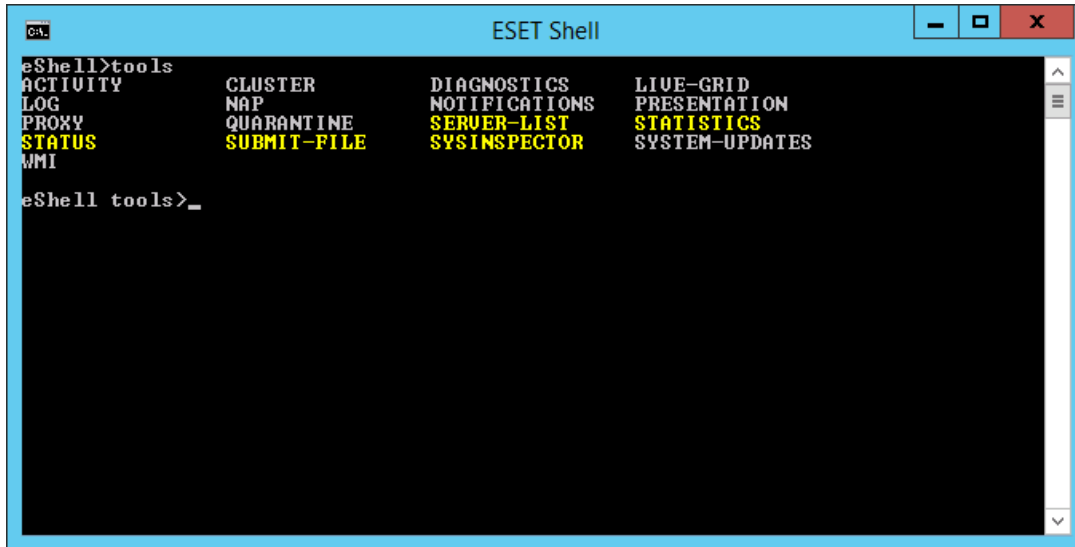 ESET Shell
eShell>tools
ACTIVITY CLUSTER DIAGNOSTICS LIVE-GRID
LOG NAP NOTIFICATIONS PRESENTATION
PROXY QUARANTINE SERVER-LIST STATISTICS
STATUS SUBMIT-FILE SYSINSPECTOR SYSTEM-UPDATES
WMI
eShell tools>_